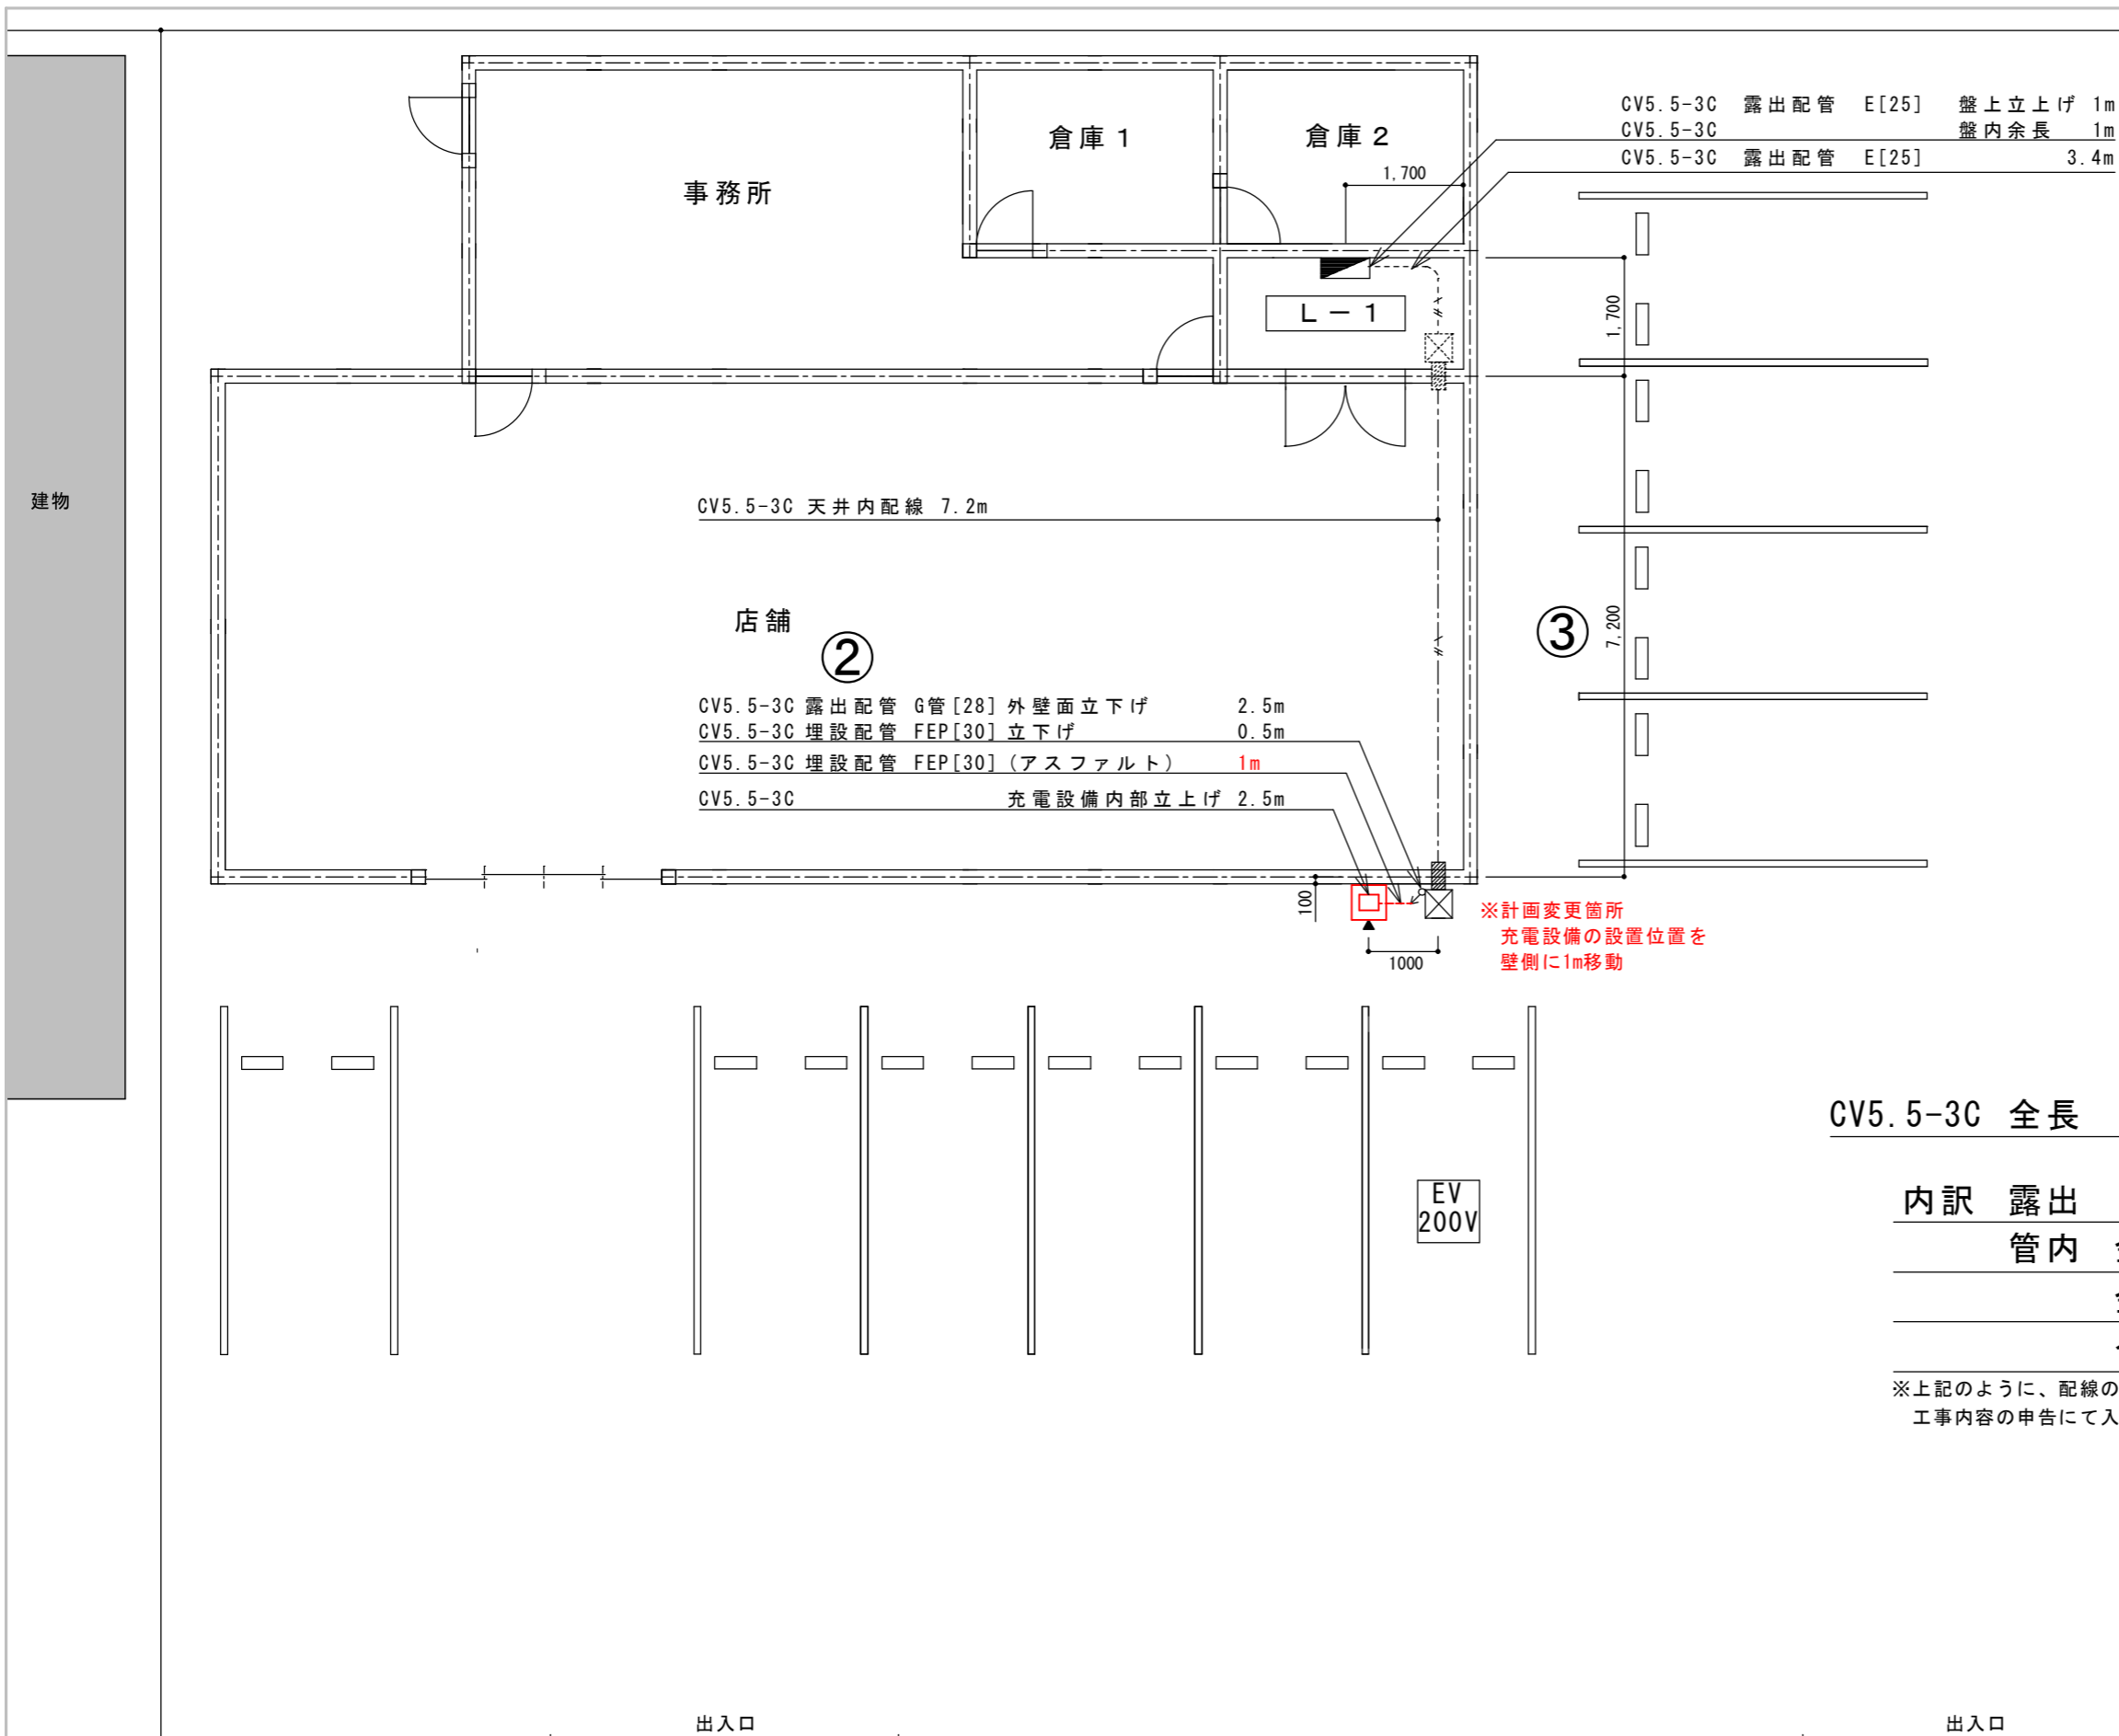 CV5.5-3C 露出配管 E[25] 盤上立上げ 1m
CV5.5-3C 盤内余長 1m
CV5.5-3C 露出配管 E[25] 3.4m
倉庫1
倉庫2
1,700
事務所
L-1
1,700
建物
CV5.5-3C 天井内配線 7.2m
店舗
②
③
7,200
CV5.5-3C 露出配管 G管[28] 外壁面立下げ 2.5m
CV5.5-3C 埋設配管 FEP[30] 立下げ 0.5m
CV5.5-3C 埋設配管 FEP[30](アスファルト) 1m
CV5.5-3C 充電設備内部立上げ 2.5m
100
1000
※計画変更箇所
充電設備の設置位置を
壁側に1m移動
CV5.5-3C 全長
EV
200V
内訳 露出
管内
※上記のように、配線の
工事内容の申告にて入
出入口
出入口